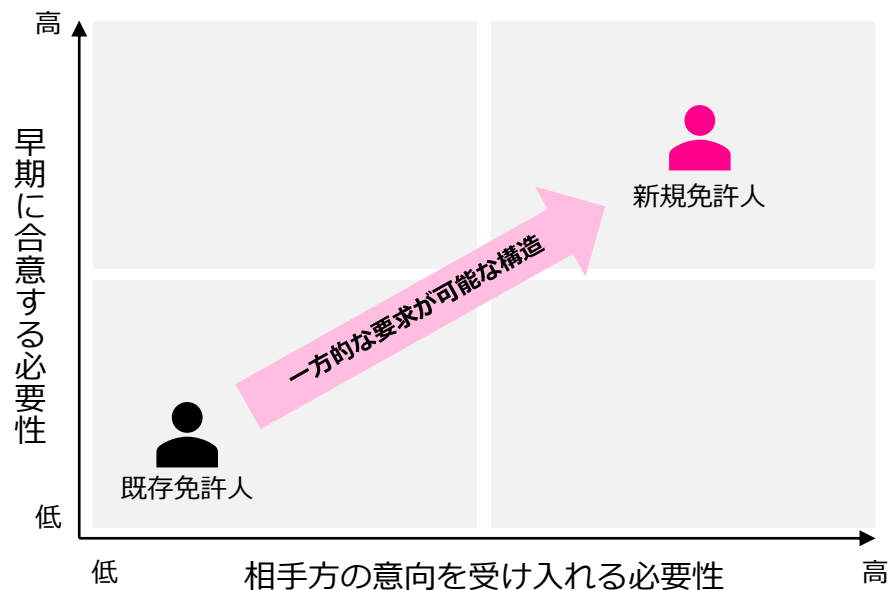 高
早期に合意する必要性
新規免許人
一方的な要求が可能な構造
既存免許人
低
低
相手方の意向を受け入れる必要性
高